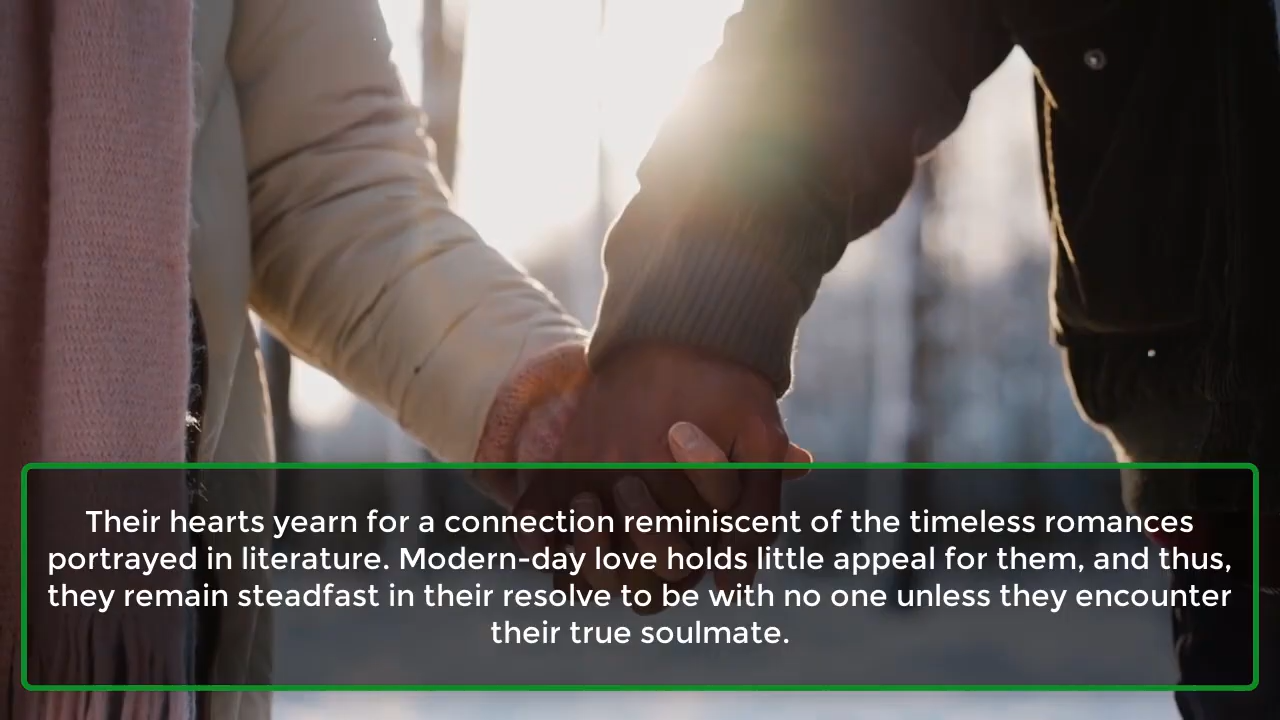 Their hearts yearn for a connection reminiscent of the timeless romances
portrayed in literature. Modern-day love holds little appeal for them, and thus,
they remain steadfast in their resolve to be with no one unless they encounter
their true soulmate.